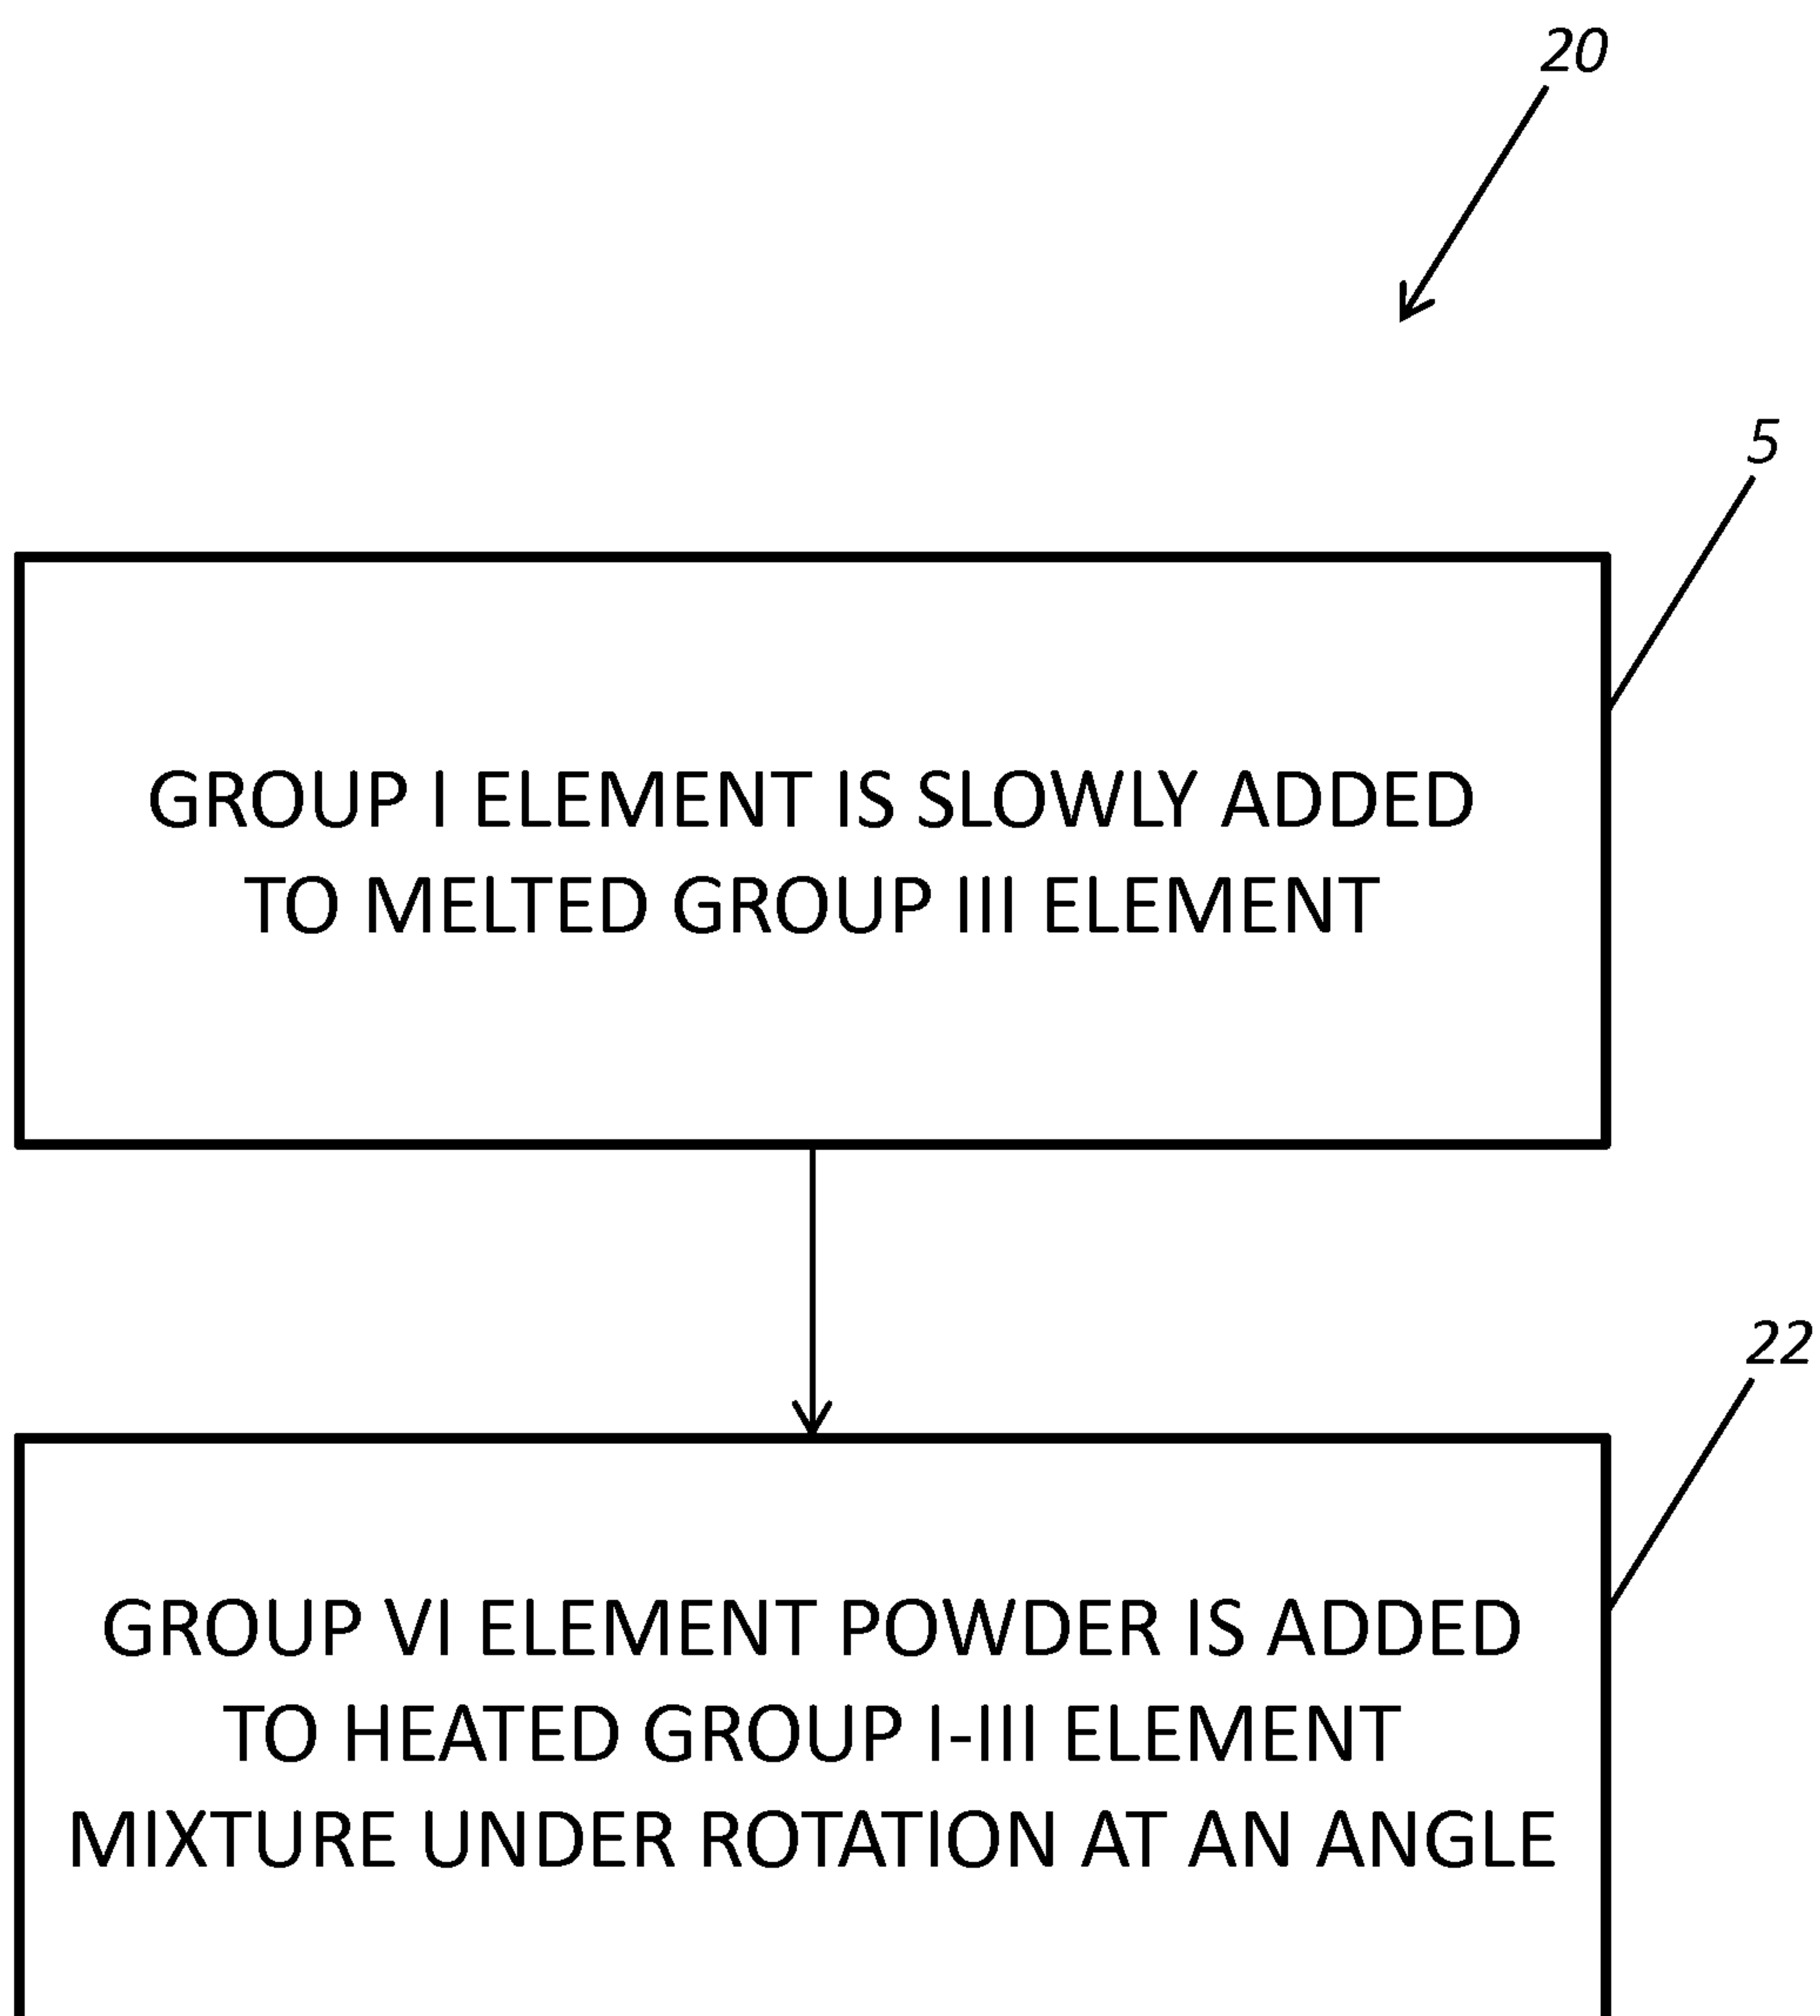 20
5
GROUP I ELEMENT IS SLOWLY ADDED
TO MELTED GROUP III ELEMENT
22
GROUP VI ELEMENT POWDER IS ADDED
TO HEATED GROUP I-III ELEMENT
MIXTURE UNDER ROTATION AT AN ANGLE